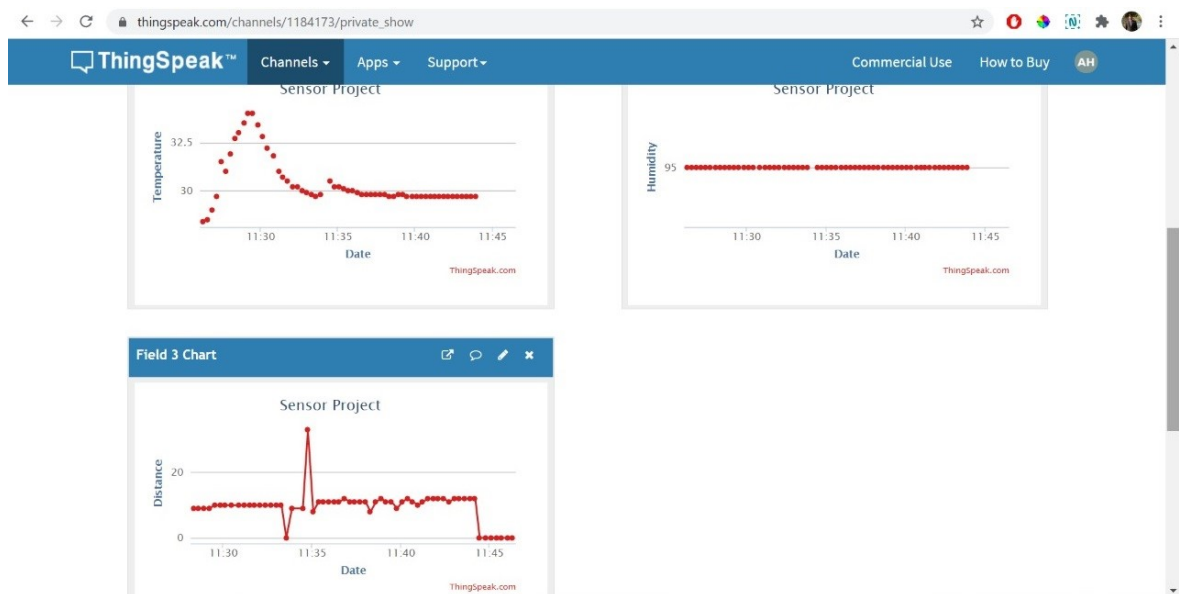 thingspeak.com/channels/1184173/private_show
ThingSpeak™ Channels Apps Support Commercial Use How to Buy AH
Sensor Project
Temperature
32.5
30
11:30 11:35 11:40 11:45
Date
ThingSpeak.com
Sensor Project
Humidity
95
11:30 11:35 11:40 11:45
Date
ThingSpeak.com
Field 3 Chart
Sensor Project
Distance
20
0
11:30 11:35 11:40 11:45
Date
ThingSpeak.com